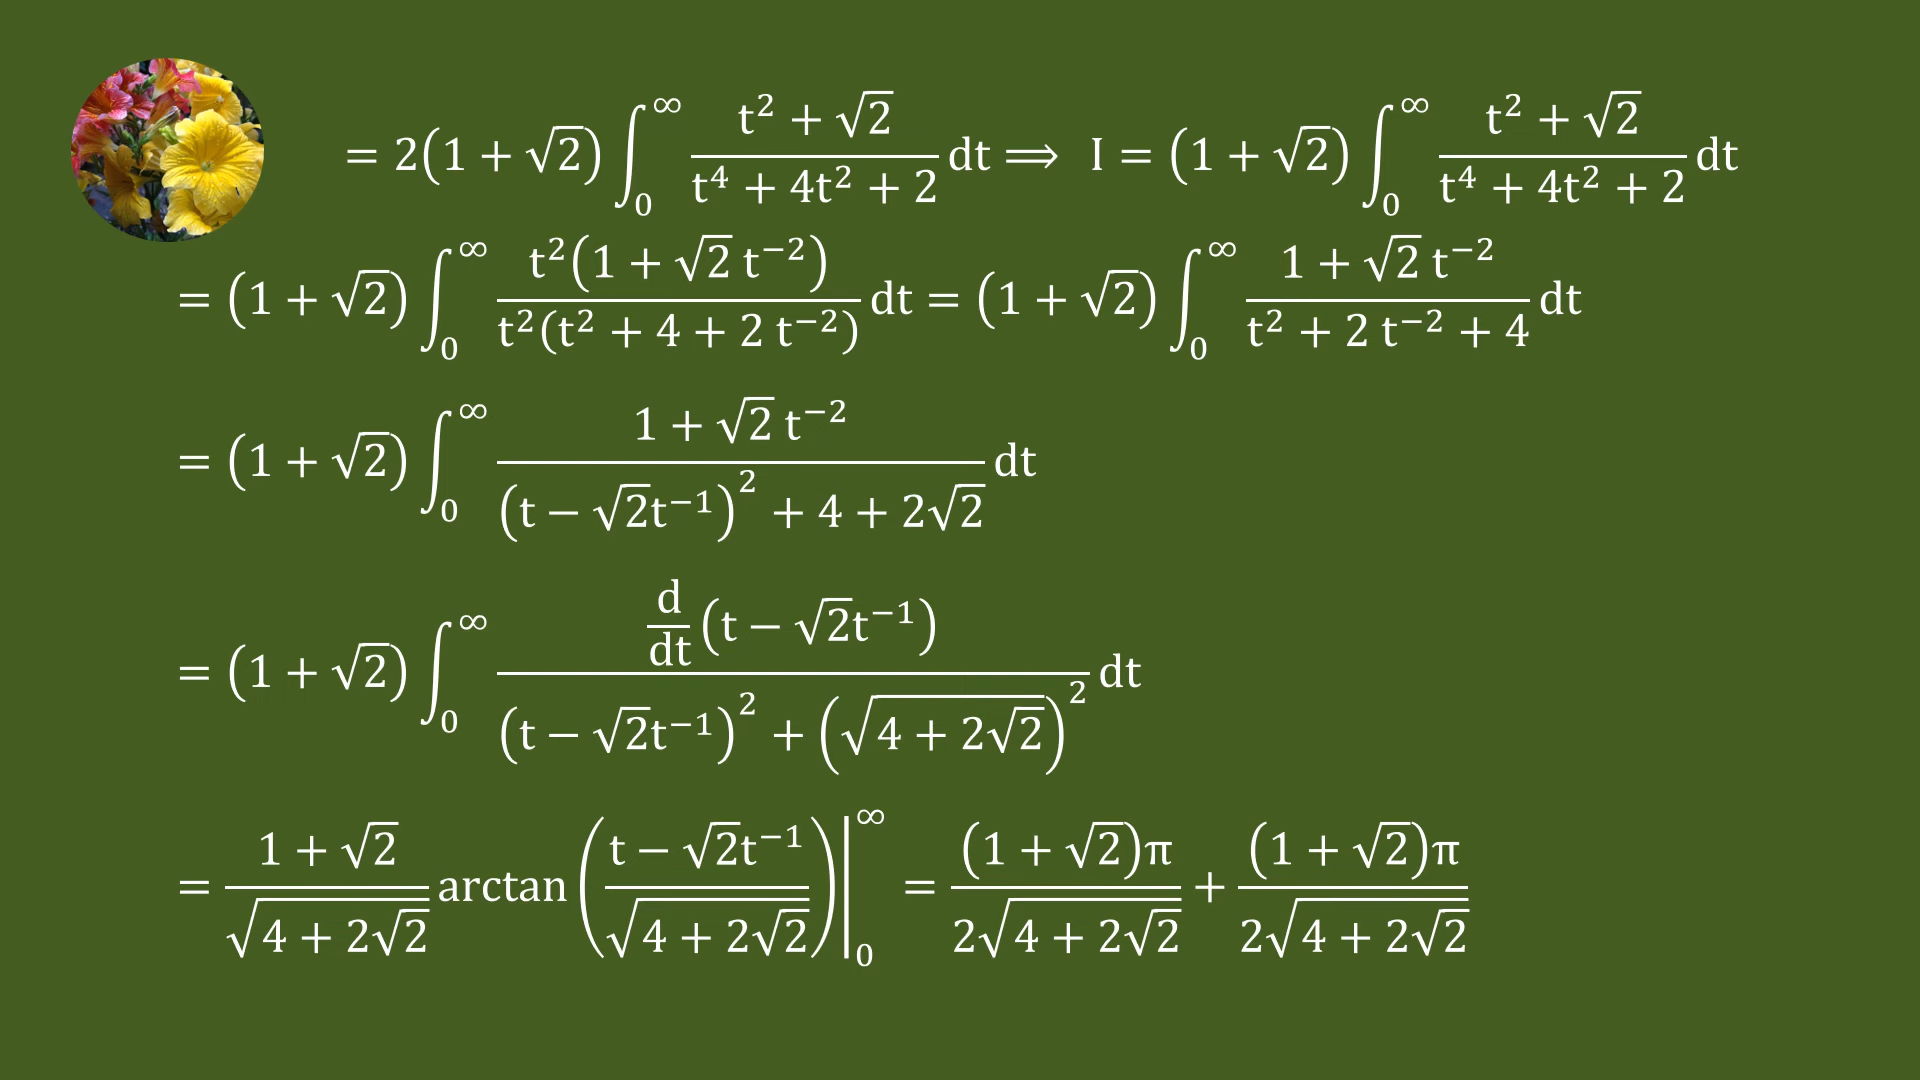 = 2(1 + √2) ∫₀^∞ (t² + √2)/(t⁴ + 4t² + 2) dt ⟹ I = (1 + √2) ∫₀^∞ (t² + √2)/(t⁴ + 4t² + 2) dt
= (1 + √2) ∫₀^∞ t²(1 + √2 t⁻²)/(t²(t² + 4 + 2 t⁻²)) dt = (1 + √2) ∫₀^∞ (1 + √2 t⁻²)/(t² + 2 t⁻² + 4) dt
= (1 + √2) ∫₀^∞ (1 + √2 t⁻²)/((t − √2t⁻¹)² + 4 + 2√2) dt
= (1 + √2) ∫₀^∞ (d/dt (t − √2t⁻¹))/((t − √2t⁻¹)² + (√(4 + 2√2))²) dt
= (1 + √2)/√(4 + 2√2) arctan((t − √2t⁻¹)/√(4 + 2√2)) |₀^∞ = (1 + √2)π/(2√(4 + 2√2)) + (1 + √2)π/(2√(4 + 2√2))